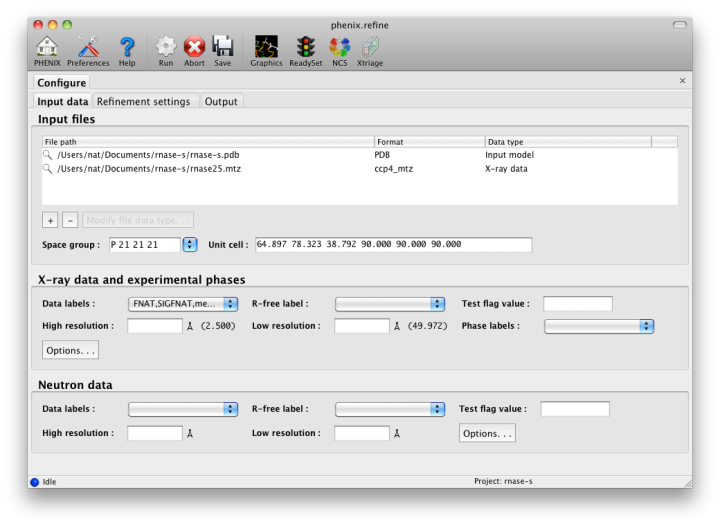 phenix.refine
PHENIX Preferences Help Run Abort Save Graphics ReadySet NCS Xtriage
Configure ×
Input data Refinement settings Output
Input files
File path Format Data type
/Users/nat/Documents/rnase-s/rnase-s.pdb PDB Input model
/Users/nat/Documents/rnase-s/rnase25.mtz ccp4_mtz X-ray data
+ - Modify file data type. . .
Space group : P 21 21 21 Unit cell : 64.897 78.323 38.792 90.000 90.000 90.000
X-ray data and experimental phases
Data labels : FNAT,SIGFNAT,me... R-free label : Test flag value :
High resolution : Å (2.500) Low resolution : Å (49.972) Phase labels :
Options. . .
Neutron data
Data labels : R-free label : Test flag value :
High resolution : Å Low resolution : Å Options. . .
Idle Project: rnase-s